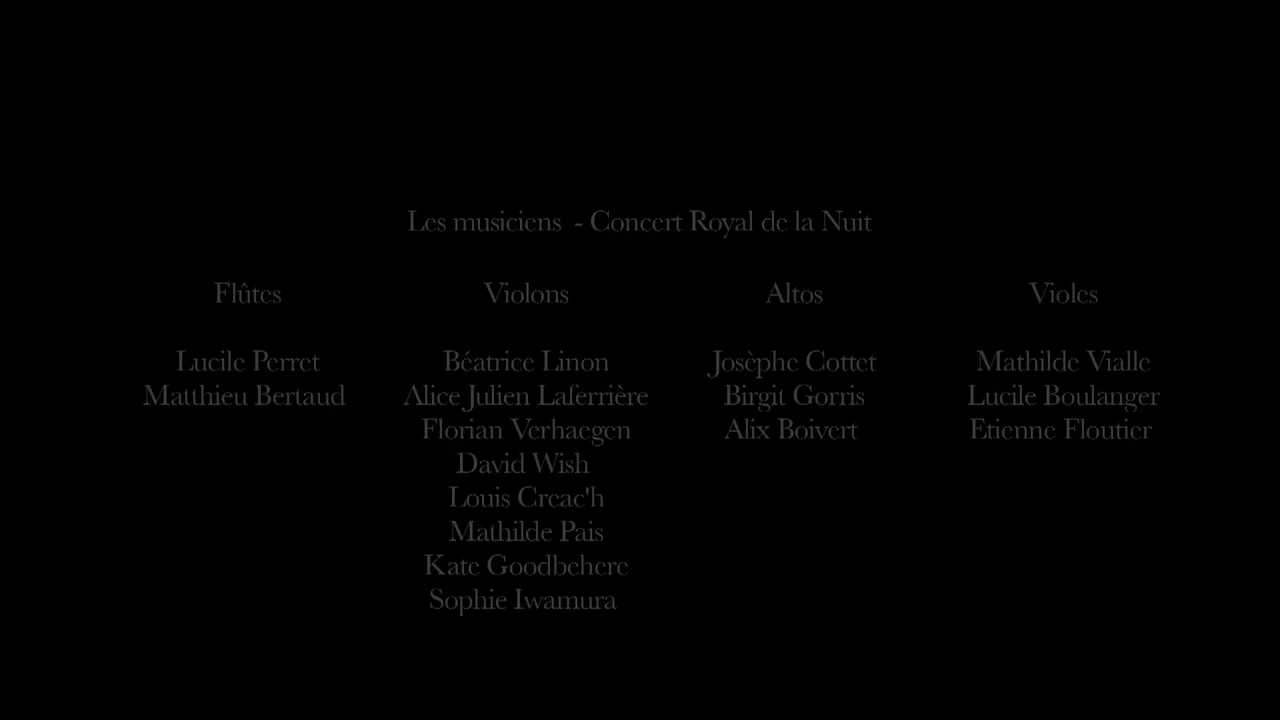 Les musiciens - Concert Royal de la Nuit
Flûtes
Lucile Perret
Matthieu Bertaud
Violons
Béatrice Linon
Alice Julien Laferrière
Florian Verhaegen
David Wish
Louis Creac'h
Mathilde Pais
Kate Goodbehere
Sophie Iwamura
Altos
Josèphe Cottet
Birgit Gorris
Alix Boivert
Violes
Mathilde Vialle
Lucile Boulanger
Etienne Floutier